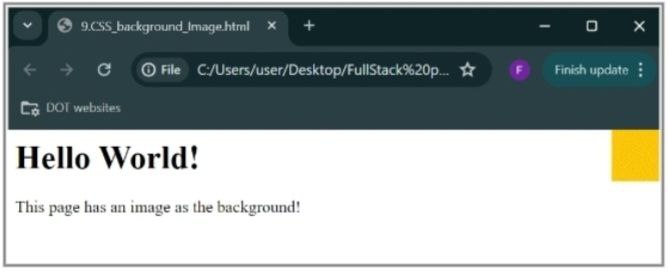 9.CSS_background_Image.html
File
C:/Users/user/Desktop/FullStack%20p...
F
Finish update
DOT websites
Hello World!
This page has an image as the background!